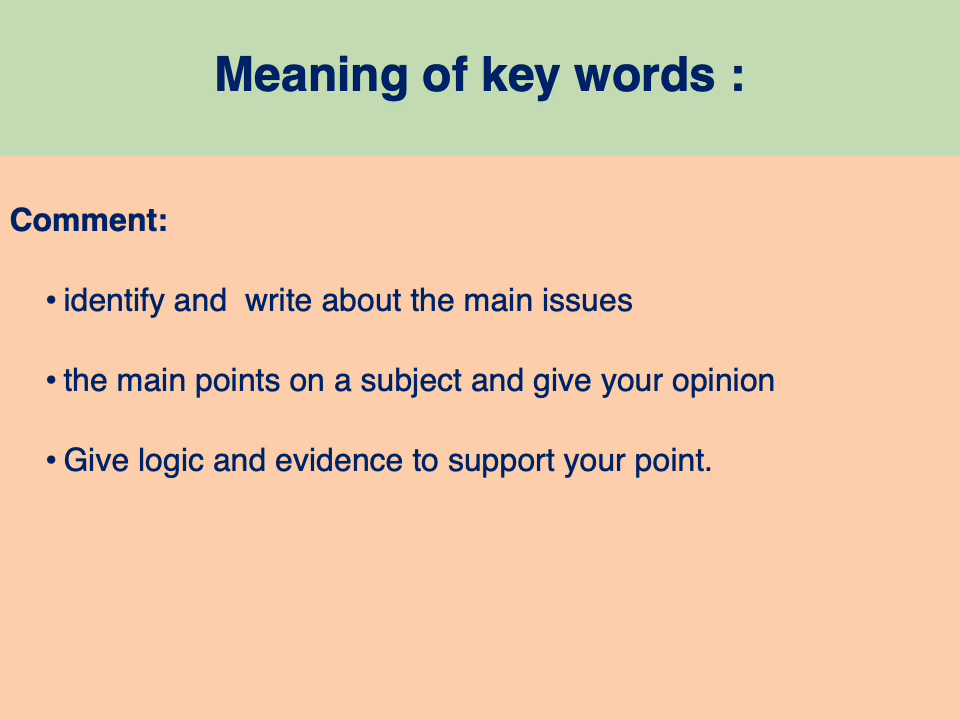 Meaning of key words :
Comment:
• identify and  write about the main issues
• the main points on a subject and give your opinion
• Give logic and evidence to support your point.